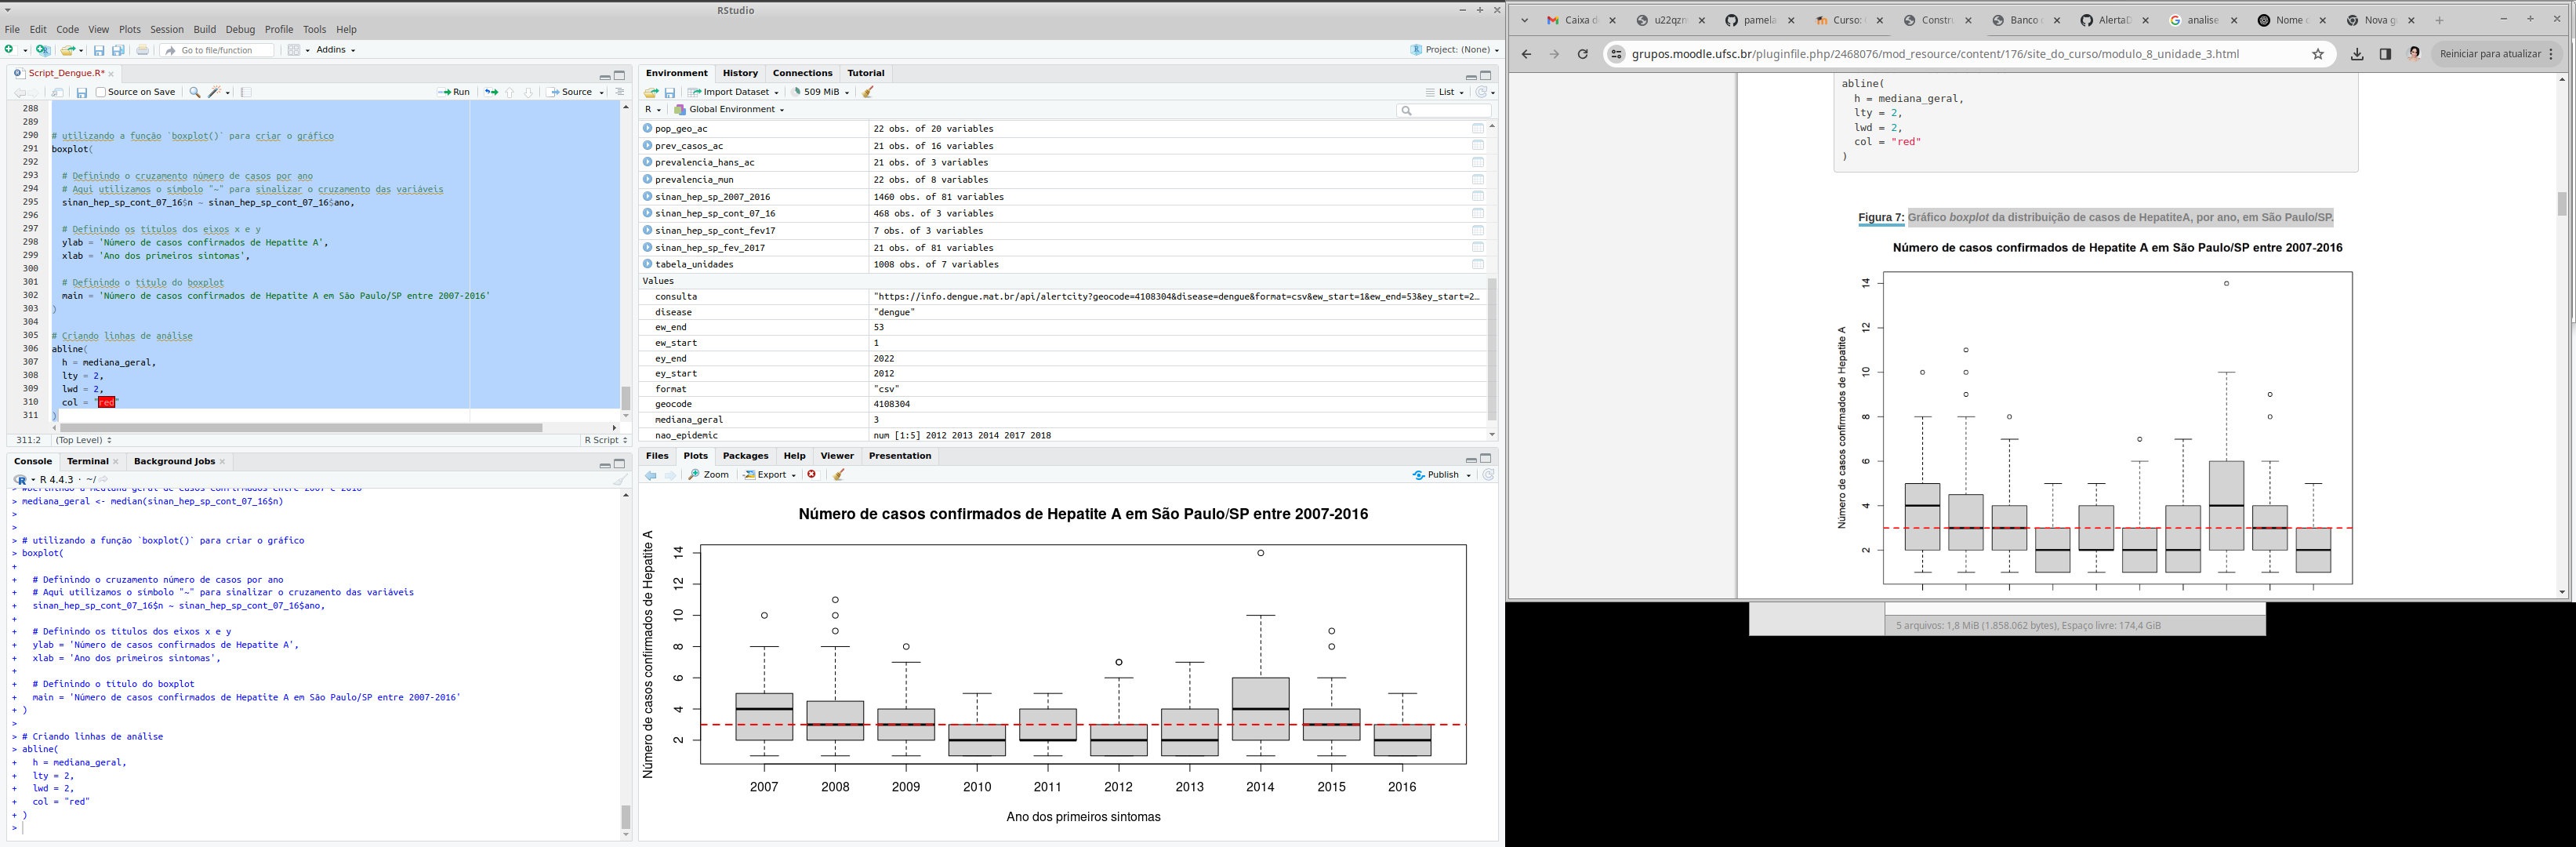 RStudio
File Edit Code View Plots Session Build Debug Profile Tools Help
Go to file/function
Addins
Project: (None)
Script_Dengue.R*
Source on Save
Run
Source
288
289
290 # utilizando a função `boxplot()` para criar o gráfico
291 boxplot(
292
293 # Definindo o cruzamento número de casos por ano
294 # Aqui utilizamos o símbolo "~" para sinalizar o cruzamento das variáveis
295 sinan_hep_sp_cont_07_16$n ~ sinan_hep_sp_cont_07_16$ano,
296
297 # Definindo os títulos dos eixos x e y
298 ylab = 'Número de casos confirmados de Hepatite A',
299 xlab = 'Ano dos primeiros sintomas',
300
301 # Definindo o título do boxplot
302 main = 'Número de casos confirmados de Hepatite A em São Paulo/SP entre 2007-2016'
303 )
304
305 # Criando linhas de análise
306 abline(
307 h = mediana_geral,
308 lty = 2,
309 lwd = 2,
310 col = "red"
311 )
311:2 (Top Level) R Script
Console Terminal Background Jobs
R 4.4.3 · ~/
> mediana_geral <- median(sinan_hep_sp_cont_07_16$n)
>
>
> # utilizando a função `boxplot()` para criar o gráfico
> boxplot(
+
+ # Definindo o cruzamento número de casos por ano
+ # Aqui utilizamos o símbolo "~" para sinalizar o cruzamento das variáveis
+ sinan_hep_sp_cont_07_16$n ~ sinan_hep_sp_cont_07_16$ano,
+
+ # Definindo os títulos dos eixos x e y
+ ylab = 'Número de casos confirmados de Hepatite A',
+ xlab = 'Ano dos primeiros sintomas',
+
+ # Definindo o título do boxplot
+ main = 'Número de casos confirmados de Hepatite A em São Paulo/SP entre 2007-2016'
+ )
>
> # Criando linhas de análise
> abline(
+ h = mediana_geral,
+ lty = 2,
+ lwd = 2,
+ col = "red"
+ )
>
Environment History Connections Tutorial
Import Dataset 509 MiB List
R Global Environment
pop_geo_ac 22 obs. of 20 variables
prev_casos_ac 21 obs. of 16 variables
prevalencia_hans_ac 21 obs. of 3 variables
prevalencia_mun 22 obs. of 8 variables
sinan_hep_sp_2007_2016 1460 obs. of 81 variables
sinan_hep_sp_cont_07_16 468 obs. of 3 variables
sinan_hep_sp_cont_fev17 7 obs. of 3 variables
sinan_hep_sp_fev_2017 21 obs. of 81 variables
tabela_unidades 1008 obs. of 7 variables
Values
consulta "https://info.dengue.mat.br/api/alertcity?geocode=4108304&disease=dengue&format=csv&ew_start=1&ew_end=53&ey_start=2…
disease "dengue"
ew_end 53
ew_start 1
ey_end 2022
ey_start 2012
format "csv"
geocode 4108304
mediana_geral 3
nao_epidemic num [1:5] 2012 2013 2014 2017 2018
Files Plots Packages Help Viewer Presentation
Zoom Export Publish
Número de casos confirmados de Hepatite A em São Paulo/SP entre 2007-2016
Número de casos confirmados de Hepatite A
14
12
10
8
6
4
2
2007 2008 2009 2010 2011 2012 2013 2014 2015 2016
Ano dos primeiros sintomas
Caixa d u22qzr pamela Curso: Constru Banco AlertaD analise Nome Nova g
grupos.moodle.ufsc.br/pluginfile.php/2468076/mod_resource/content/176/site_do_curso/modulo_8_unidade_3.html
Reiniciar para atualizar
abline(
h = mediana_geral,
lty = 2,
lwd = 2,
col = "red"
)
Figura 7: Gráfico boxplot da distribuição de casos de HepatiteA, por ano, em São Paulo/SP.
Número de casos confirmados de Hepatite A em São Paulo/SP entre 2007-2016
Número de casos confirmados de Hepatite A
14
12
10
8
6
4
2
5 arquivos: 1,8 MiB (1.858.062 bytes), Espaço livre: 174,4 GiB